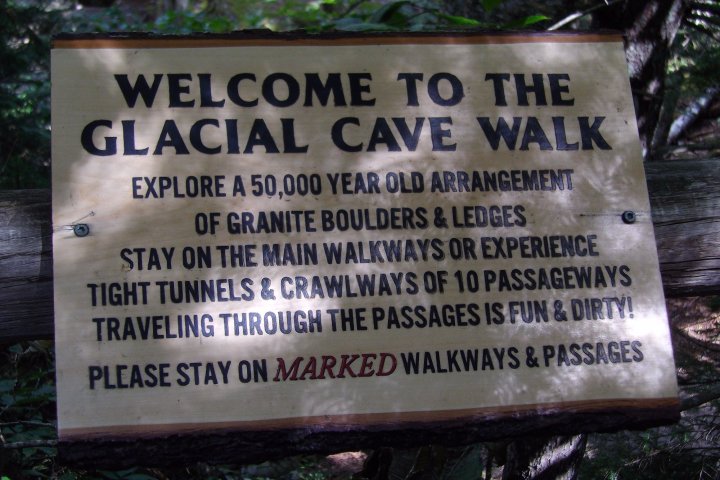 WELCOME TO THE
GLACIAL CAVE WALK
EXPLORE A 50,000 YEAR OLD ARRANGEMENT
OF GRANITE BOULDERS & LEDGES
STAY ON THE MAIN WALKWAYS OR EXPERIENCE
TIGHT TUNNELS & CRAWLWAYS OF 10 PASSAGEWAYS
TRAVELING THROUGH THE PASSAGES IS FUN & DIRTY!
PLEASE STAY ON MARKED WALKWAYS & PASSAGES